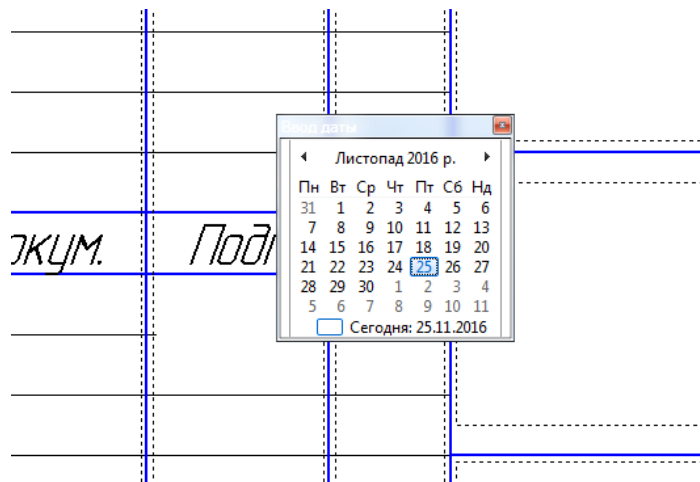 Ввод даты
Листопад 2016 р.
Пн Вт Ср Чт Пт Сб Нд
31 1 2 3 4 5 6
7 8 9 10 11 12 13
окум. Подп
14 15 16 17 18 19 20
21 22 23 24 25 26 27
28 29 30 1 2 3 4
5 6 7 8 9 10 11
Сегодня: 25.11.2016